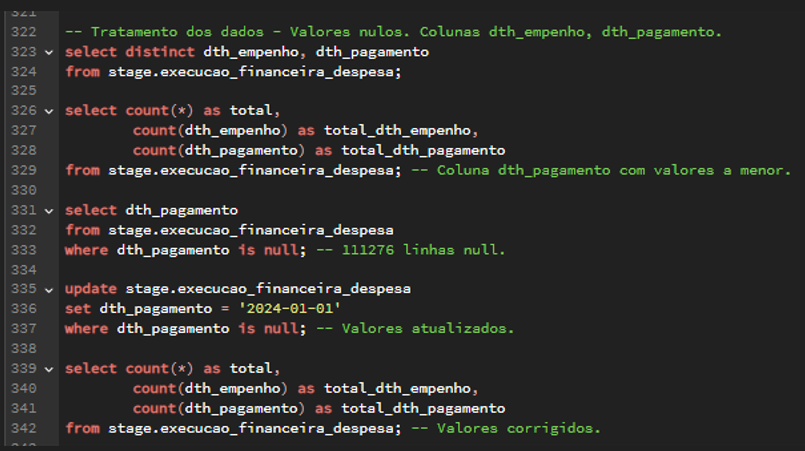 322 -- Tratamento dos dados - Valores nulos. Colunas dth_empenho, dth_pagamento.
323 select distinct dth_empenho, dth_pagamento
324 from stage.execucao_financeira_despesa;
325
326 select count(*) as total,
327 count(dth_empenho) as total_dth_empenho,
328 count(dth_pagamento) as total_dth_pagamento
329 from stage.execucao_financeira_despesa; -- Coluna dth_pagamento com valores a menor.
330
331 select dth_pagamento
332 from stage.execucao_financeira_despesa
333 where dth_pagamento is null; -- 111276 linhas null.
334
335 update stage.execucao_financeira_despesa
336 set dth_pagamento = '2024-01-01'
337 where dth_pagamento is null; -- Valores atualizados.
338
339 select count(*) as total,
340 count(dth_empenho) as total_dth_empenho,
341 count(dth_pagamento) as total_dth_pagamento
342 from stage.execucao_financeira_despesa; -- Valores corrigidos.